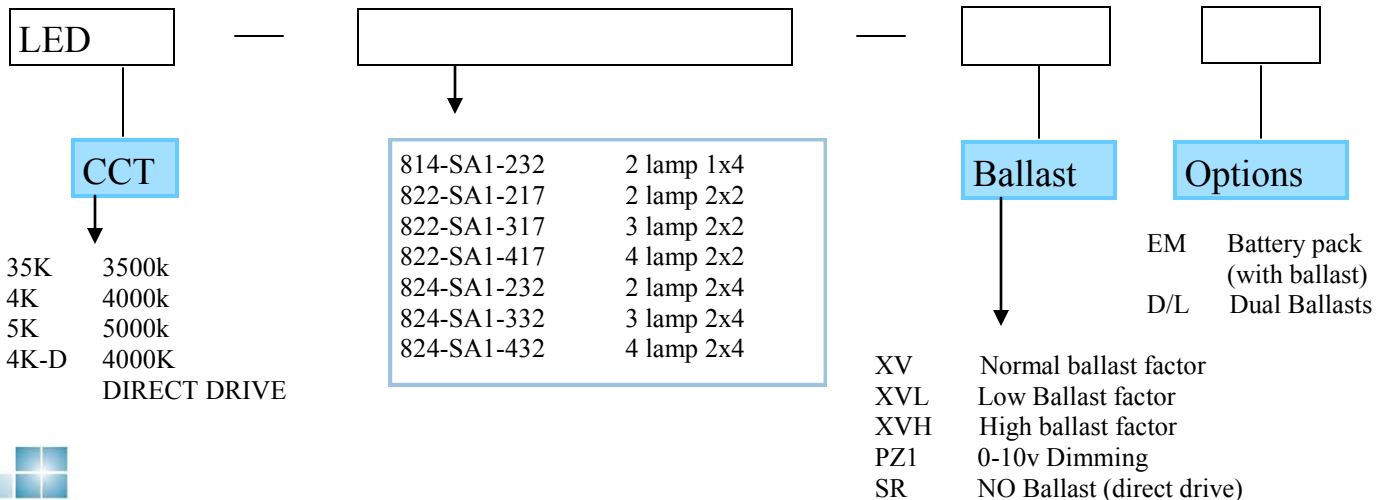 LED
CCT
35K 3500k
4K 4000k
5K 5000k
4K-D 4000K
DIRECT DRIVE
814-SA1-232 2 lamp 1x4
822-SA1-217 2 lamp 2x2
822-SA1-317 3 lamp 2x2
822-SA1-417 4 lamp 2x2
824-SA1-232 2 lamp 2x4
824-SA1-332 3 lamp 2x4
824-SA1-432 4 lamp 2x4
Ballast
XV Normal ballast factor
XVL Low Ballast factor
XVH High ballast factor
PZ1 0-10v Dimming
SR NO Ballast (direct drive)
Options
EM Battery pack
(with ballast)
D/L Dual Ballasts